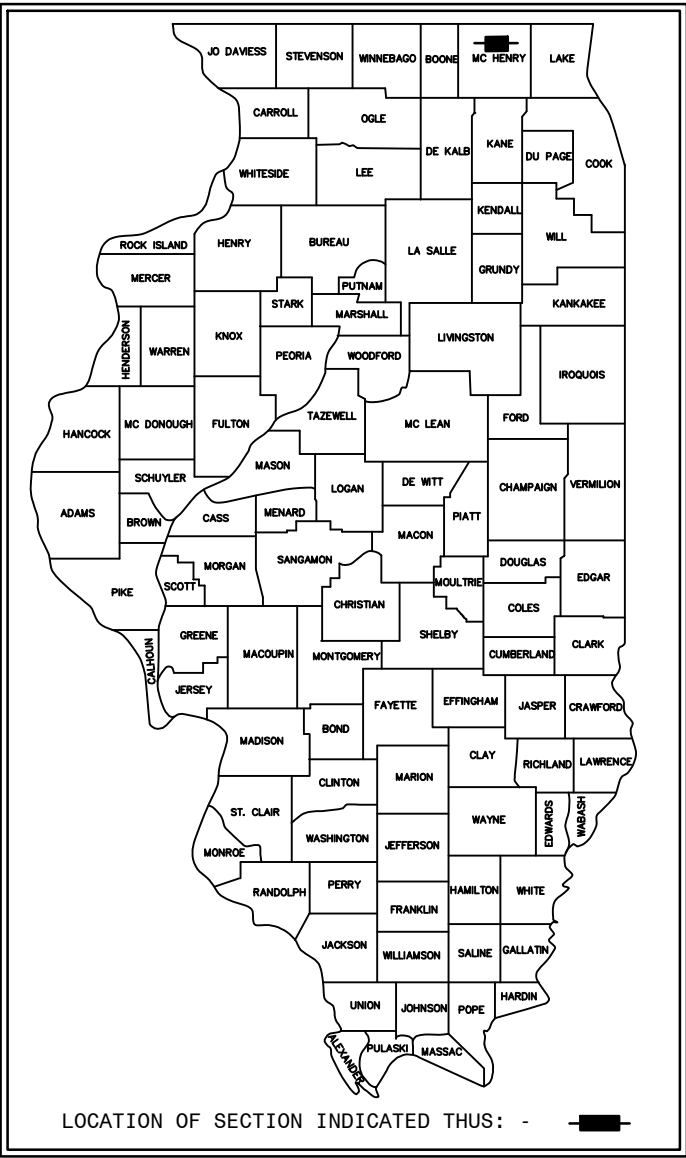 JO DAVIESS
STEVENSON
WINNEBAGO
BOONE
MC HENRY
LAKE
CARROLL
OGLE
DE KALB
KANE
DU PAGE
COOK
WHITESIDE
LEE
KENDALL
ROCK ISLAND
HENRY
BUREAU
LA SALLE
WILL
MERCER
PUTNAM
GRUNDY
STARK
MARSHALL
KANKAKEE
HENDERSON
WARREN
KNOX
PEORIA
WOODFORD
LIVINGSTON
IROQUOIS
HANCOCK
MC DONOUGH
FULTON
TAZEWELL
MC LEAN
FORD
SCHUYLER
MASON
LOGAN
DE WITT
CHAMPAIGN
VERMILION
ADAMS
BROWN
CASS
MENARD
MACON
PIATT
PIKE
SCOTT
MORGAN
SANGAMON
CHRISTIAN
MOULTRIE
DOUGLAS
EDGAR
COLES
CALHOUN
GREENE
MACOUPIN
MONTGOMERY
SHELBY
CUMBERLAND
CLARK
JERSEY
FAYETTE
EFFINGHAM
JASPER
CRAWFORD
MADISON
BOND
CLAY
RICHLAND
LAWRENCE
CLINTON
MARION
ST. CLAIR
WAYNE
EDWARDS
WABASH
MONROE
WASHINGTON
JEFFERSON
RANDOLPH
PERRY
FRANKLIN
HAMILTON
WHITE
JACKSON
WILLIAMSON
SALINE
GALLATIN
UNION
JOHNSON
POPE
HARDIN
ALEXANDER
PULASKI
MASSAC
LOCATION OF SECTION INDICATED THUS: -